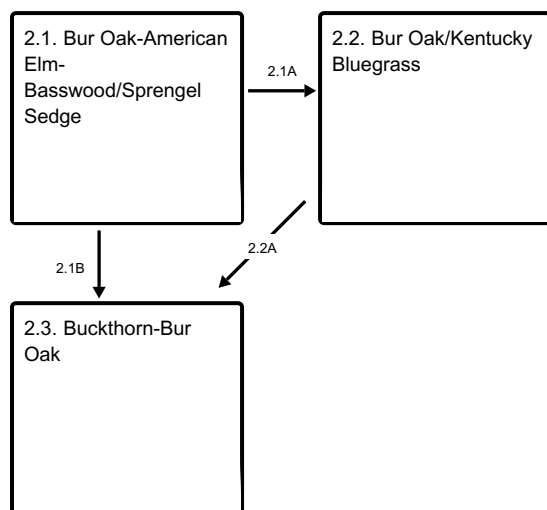 2.1. Bur Oak-American
Elm-
Basswood/Sprengel
Sedge
2.1A
2.2. Bur Oak/Kentucky
Bluegrass
2.1B
2.2A
2.3. Buckthorn-Bur
Oak